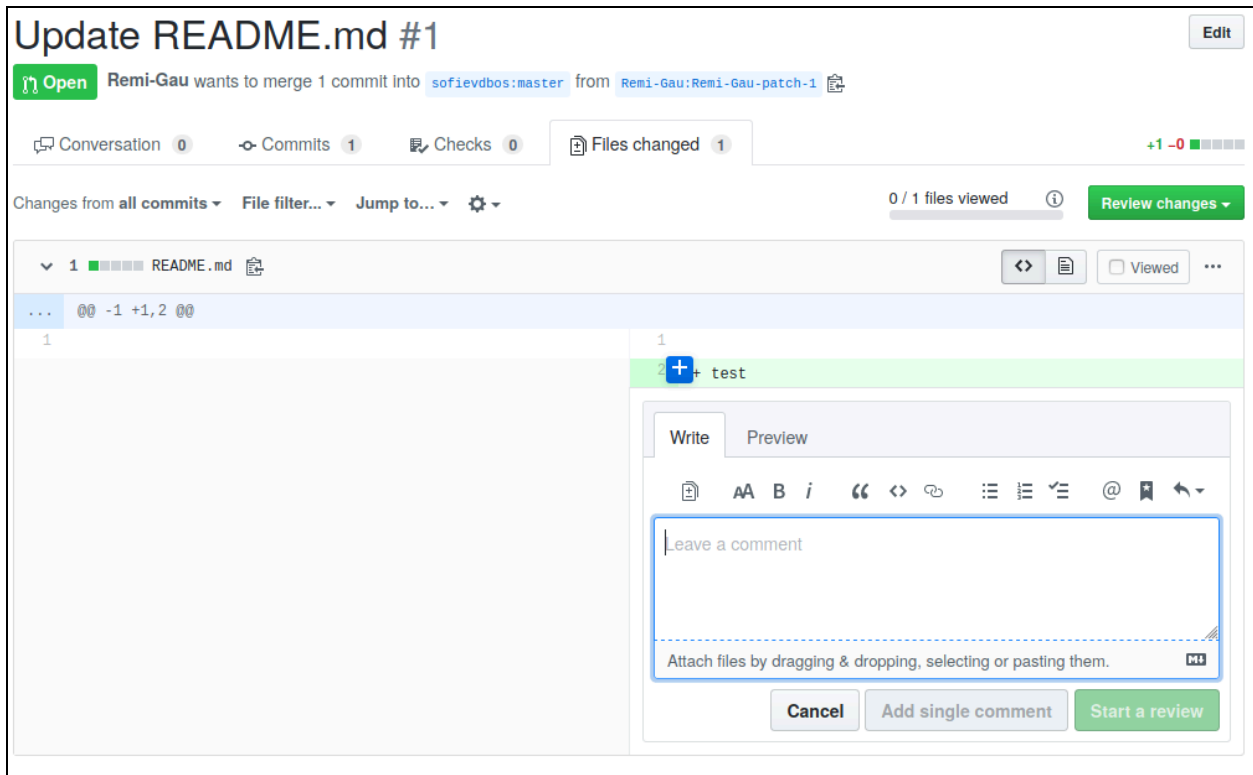 Update README.md #1
Edit
Open Remi-Gau wants to merge 1 commit into sofievdbos:master from Remi-Gau:Remi-Gau-patch-1
Conversation 0 Commits 1 Checks 0 Files changed 1 +1 −0
Changes from all commits File filter... Jump to... 0 / 1 files viewed Review changes
1 README.md <> Viewed ...
... @@ -1 +1,2 @@
1 1
2 + + test
Write Preview
AA B i “ <> @
Leave a comment
Attach files by dragging & dropping, selecting or pasting them. M↓
Cancel Add single comment Start a review